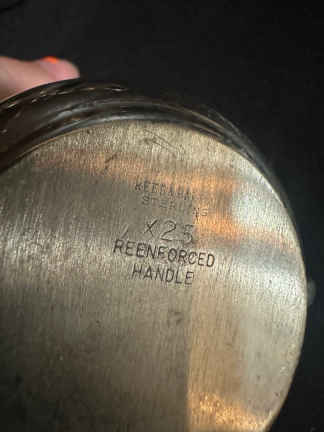 STERLING
X25
REENFORCED
HANDLE